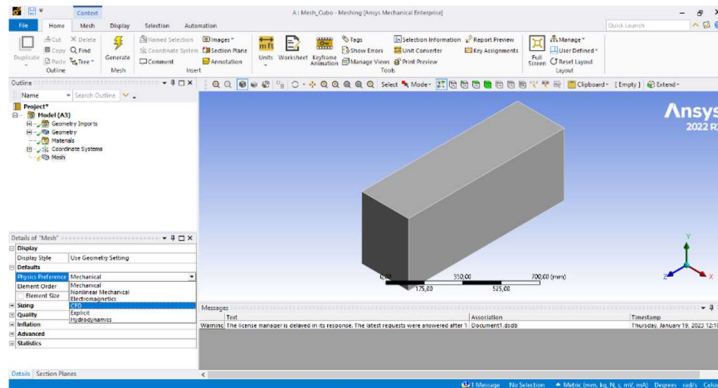 Context
A : Mesh_Cubo - Meshing [Ansys Mechanical Enterprise]
File Home Mesh Display Selection Automation
Quick Launch
Duplicate
Cut
Copy
Paste
Delete
Find
Tree
Outline
Generate
Mesh
Named Selection
Coordinate System
Comment
Images
Section Plane
Annotation
Insert
Units
Worksheet
Keyframe
Animation
Tags
Show Errors
Manage Views
Selection Information
Unit Converter
Print Preview
Report Preview
Key Assignments
Tools
Full
Screen
Manage
User Defined
Reset Layout
Layout
Outline
Name
Search Outline
Select Mode
Clipboard [ Empty ] Extend
Project*
Model (A3)
Geometry Imports
Geometry
Materials
Coordinate Systems
Mesh
Ansys
2022 R
Details of "Mesh"
Display
Display Style Use Geometry Setting
Defaults
Physics Preference Mechanical
Element Order Mechanical
Nonlinear Mechanical
Element Size Electromagnetics
Sizing CFD
Quality Explicit
Hydrodynamics
Inflation
Advanced
Statistics
0,00 350,00 700,00 (mm)
175,00 525,00
Y
Z X
Messages
Text Association Timestamp
Warning The license manager is delayed in its response. The latest requests were answered after 1 Document1.dsdb Thursday, January 19, 2023 12:1
Details Section Planes
1 Message No Selection Metric (mm, kg, N, s, mV, mA) Degrees rad/s Celsi